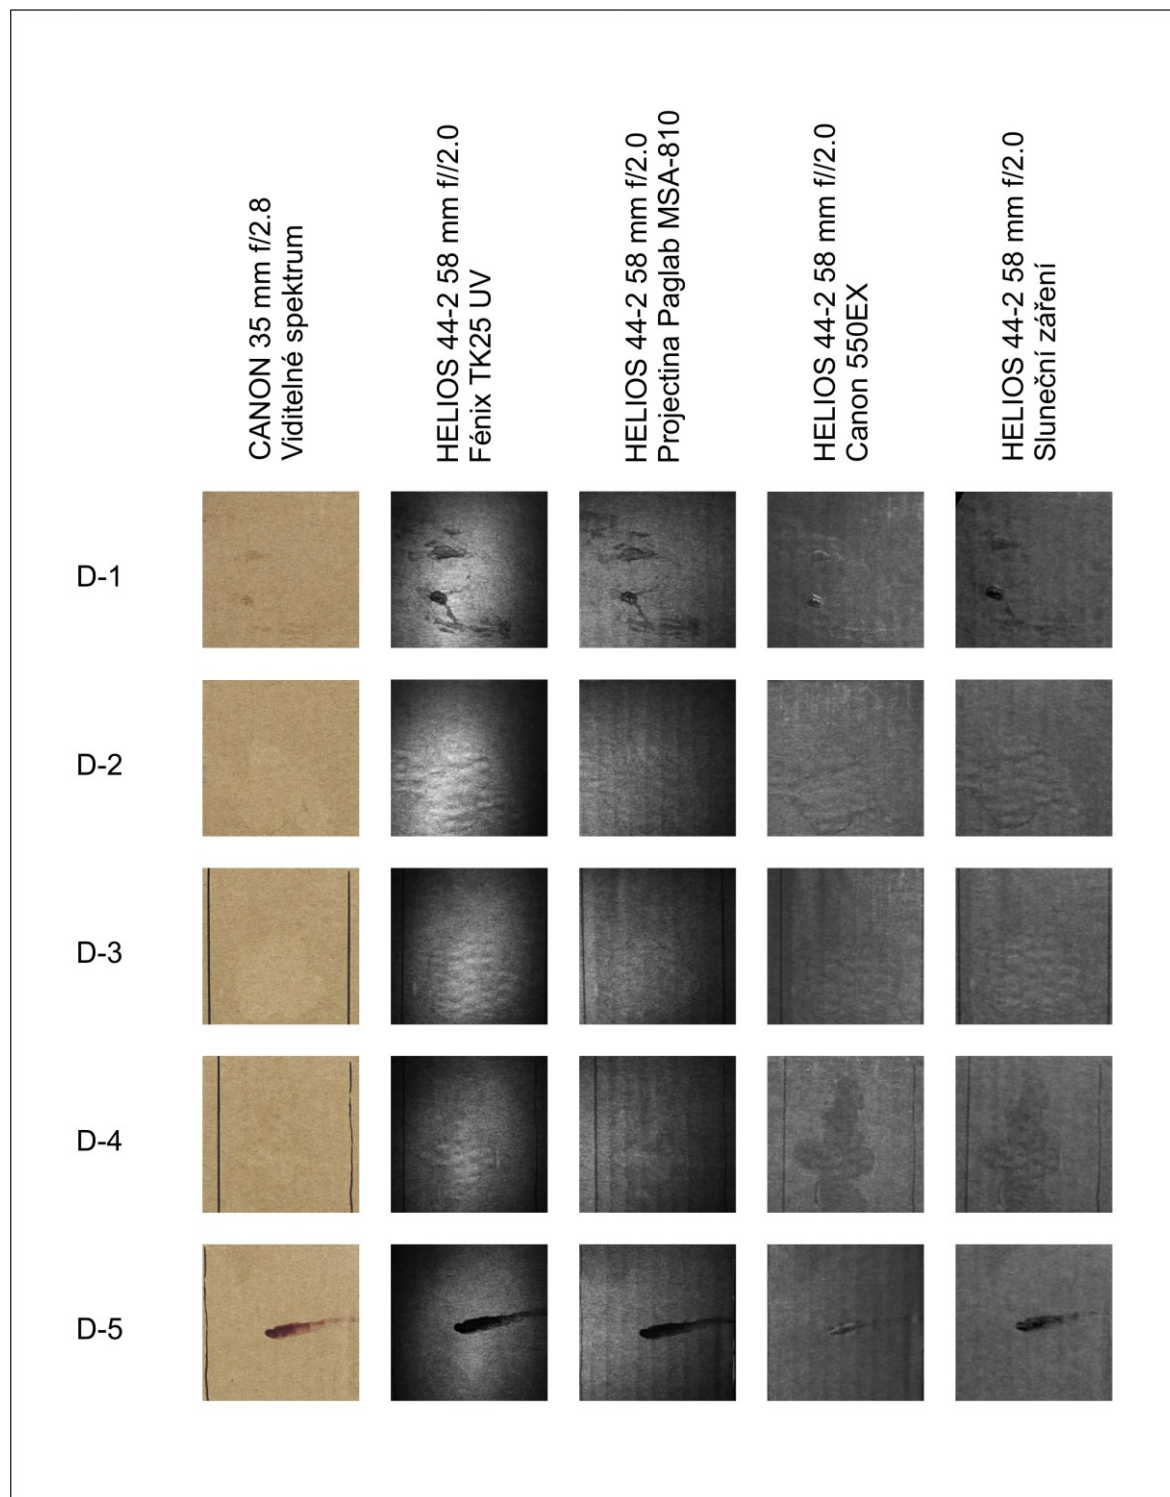 CANON 35 mm f/2.8
Viditelné spektrum
HELIOS 44-2 58 mm f//2.0
Fénix TK25 UV
HELIOS 44-2 58 mm f/2.0
Projectina Paglab MSA-810
HELIOS 44-2 58 mm f//2.0
Canon 550EX
HELIOS 44-2 58 mm f/2.0
Sluneční záření
D-1
D-2
D-3
D-4
D-5